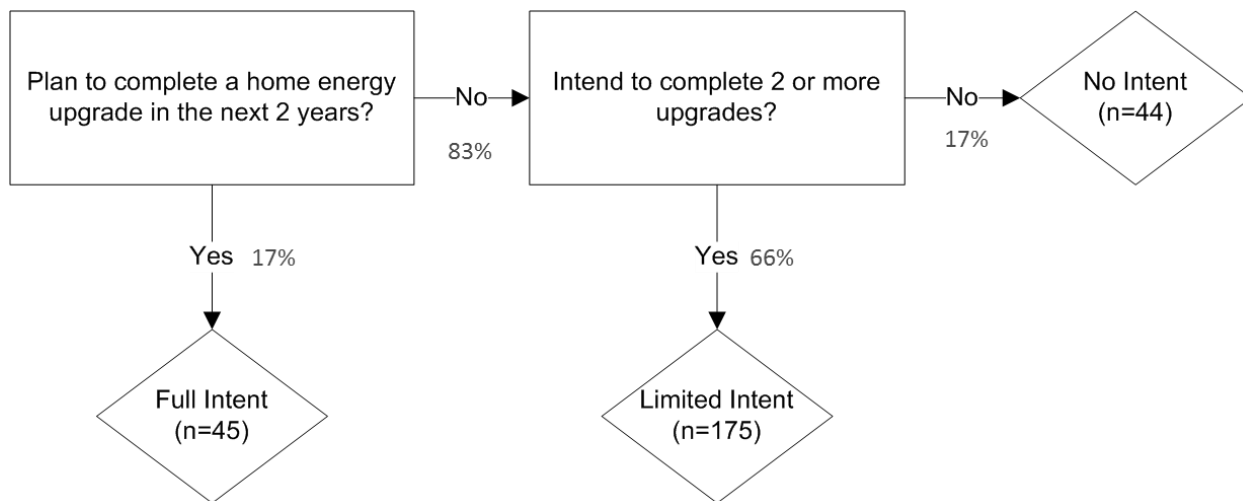 Plan to complete a home energy
upgrade in the next 2 years?
No
83%
Intend to complete 2 or more
upgrades?
No
17%
No Intent
(n=44)
Yes 17%
Yes 66%
Full Intent
(n=45)
Limited Intent
(n=175)